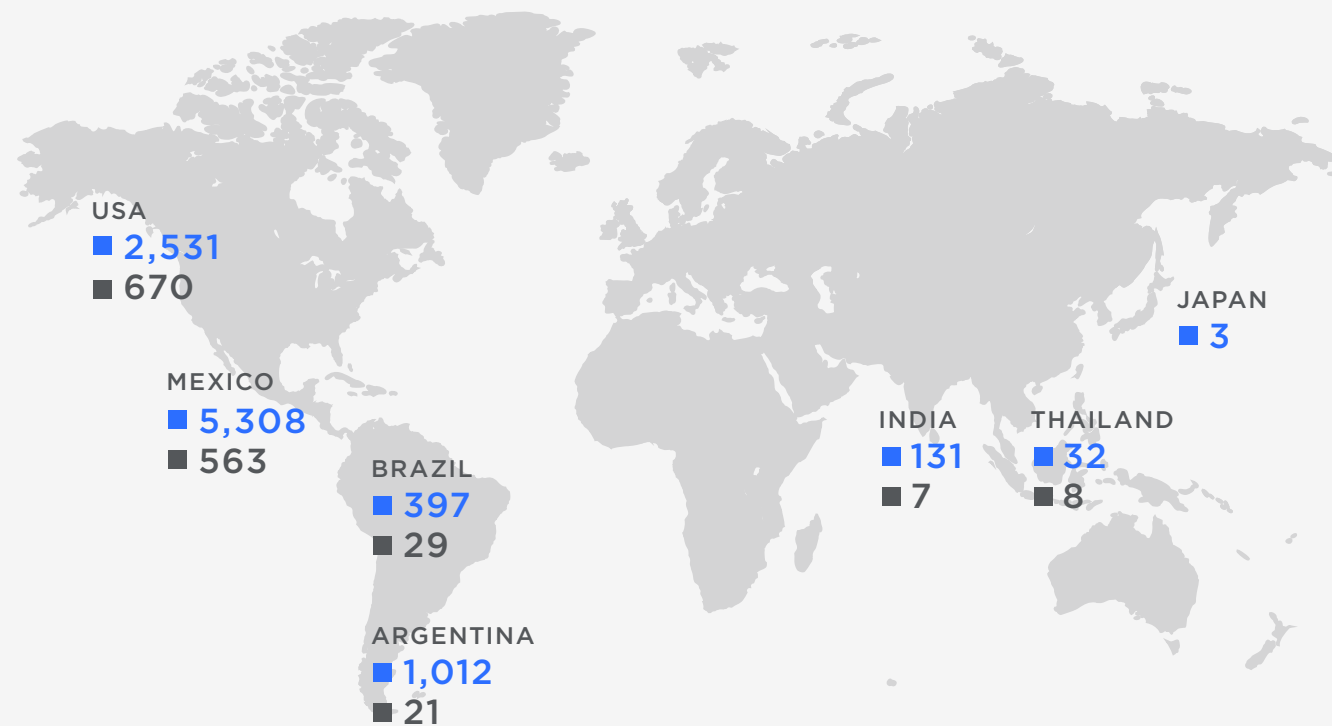 USA
2,531
670
MEXICO
5,308
563
BRAZIL
397
29
ARGENTINA
1,012
21
JAPAN
3
INDIA
131
7
THAILAND
32
8